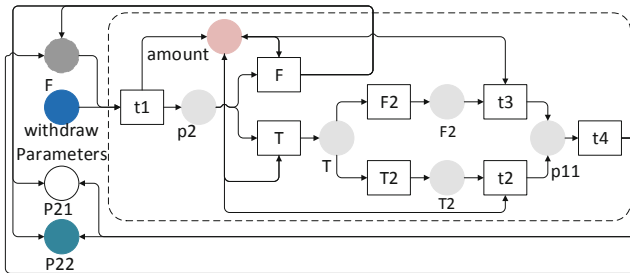 amount
F
F
t1
p2
F2
F2
t3
withdraw
Parameters
T
T
T2
T2
t2
p11
t4
P21
P22